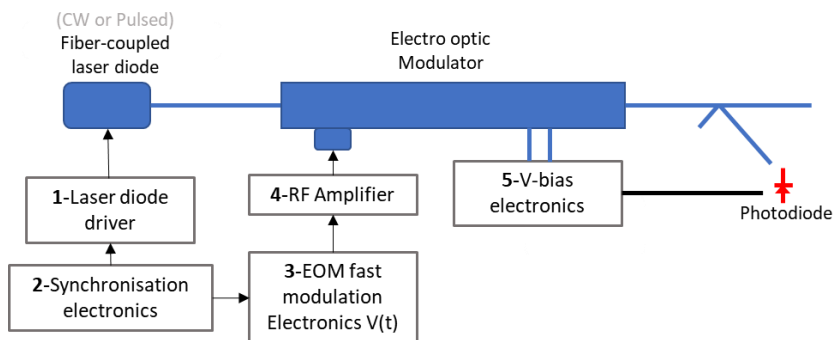 (CW or Pulsed)
Fiber-coupled
laser diode
Electro optic
Modulator
1-Laser diode
driver
4-RF Amplifier
5-V-bias
electronics
Photodiode
2-Synchronisation
electronics
3-EOM fast
modulation
Electronics V(t)